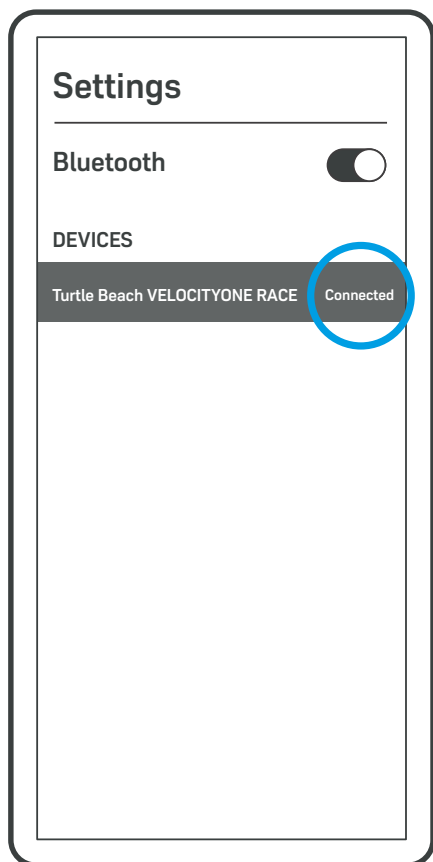 Settings
Bluetooth
DEVICES
Turtle Beach VELOCITYONE RACE Connected